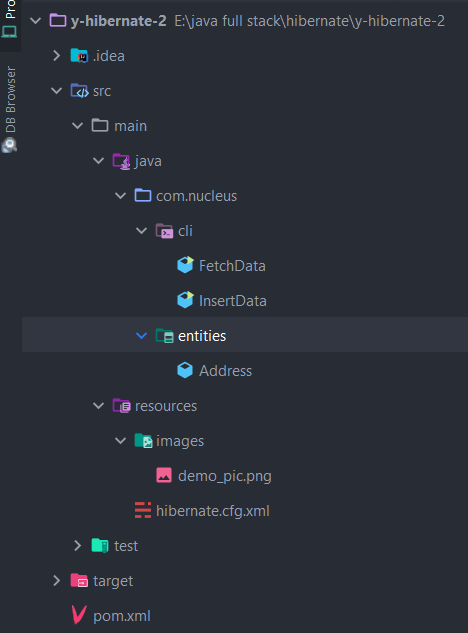 Pro
DB Browser
y-hibernate-2 E:\java full stack\hibernate\y-hibernate-2
.idea
src
main
java
com.nucleus
cli
FetchData
InsertData
entities
Address
resources
images
demo_pic.png
hibernate.cfg.xml
test
target
pom.xml